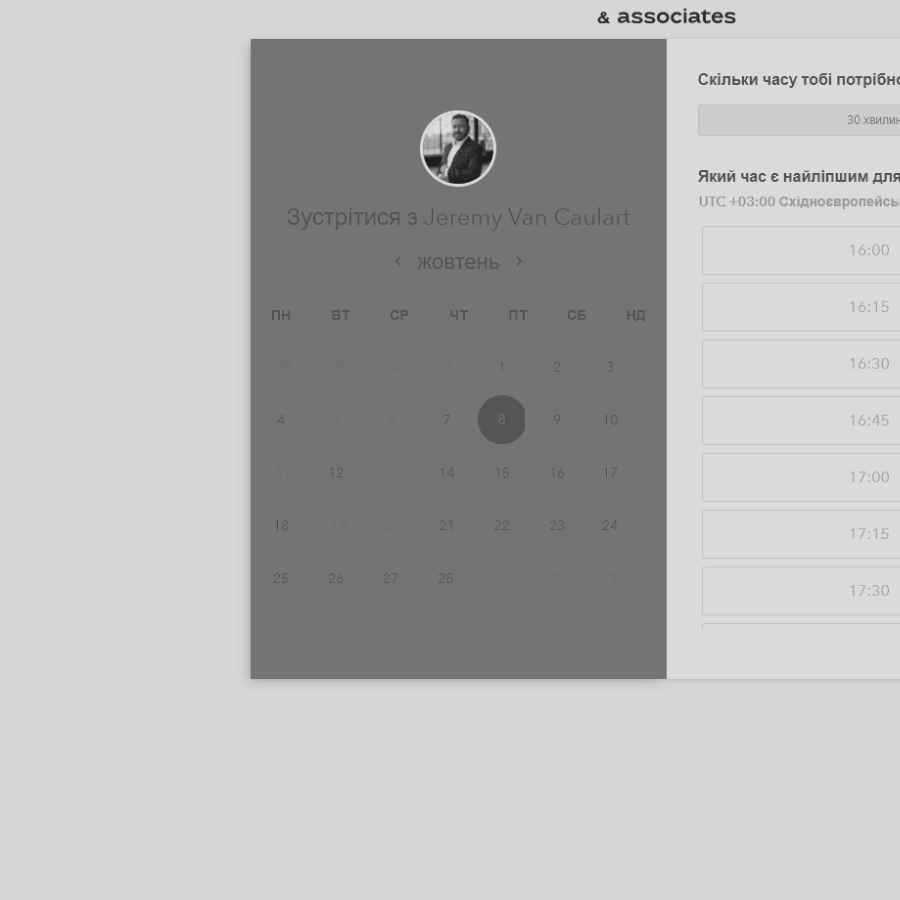 & associates
Зустрітися з Jeremy Van Caulart
жовтень
ПН ВТ СР ЧТ ПТ СБ НД
28 29 30 31 1 2 3
4 5 6 7 8 9 10
11 12 13 14 15 16 17
18 19 20 21 22 23 24
25 26 27 28 1 2 3
Скільки часу тобі
30
Який час є найліпшим для
UTC +03:00
16:00
16:15
16:30
16:45
17:00
17:15
17:30